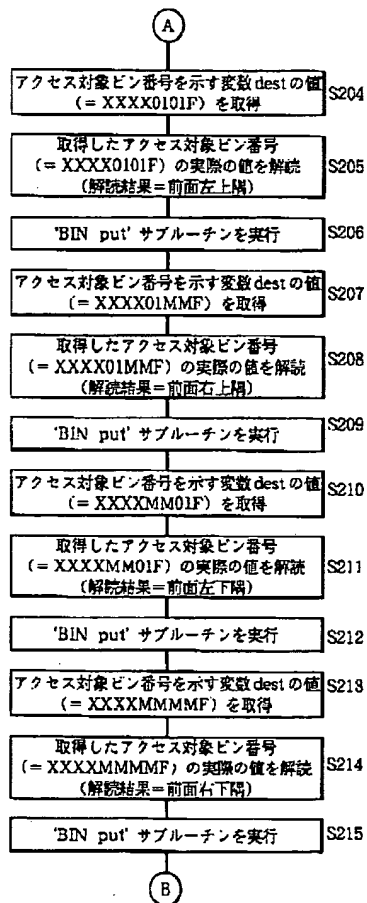 A
アクセス対象ビン番号を示す変数destの値
(= XXXX0101F) を取得
S204
取得したアクセス対象ビン番号
(= XXXX0101F) の実際の値を解読
(解読結果=前面左上隅)
S205
'BIN put' サブルーチンを実行
S206
アクセス対象ビン番号を示す変数destの値
(= XXXX01MMF) を取得
S207
取得したアクセス対象ビン番号
(= XXXX01MMF) の実際の値を解読
(解読結果=前面右上隅)
S208
'BIN put' サブルーチンを実行
S209
アクセス対象ビン番号を示す変数destの値
(= XXXXMM01F) を取得
S210
取得したアクセス対象ビン番号
(= XXXXMM01F) の実際の値を解読
(解読結果=前面左下隅)
S211
'BIN put' サブルーチンを実行
S212
アクセス対象ビン番号を示す変数destの値
(= XXXXMMMMF) を取得
S213
取得したアクセス対象ビン番号
(= XXXXMMMMF) の実際の値を解読
(解読結果=前面右下隅)
S214
'BIN put' サブルーチンを実行
S215
B